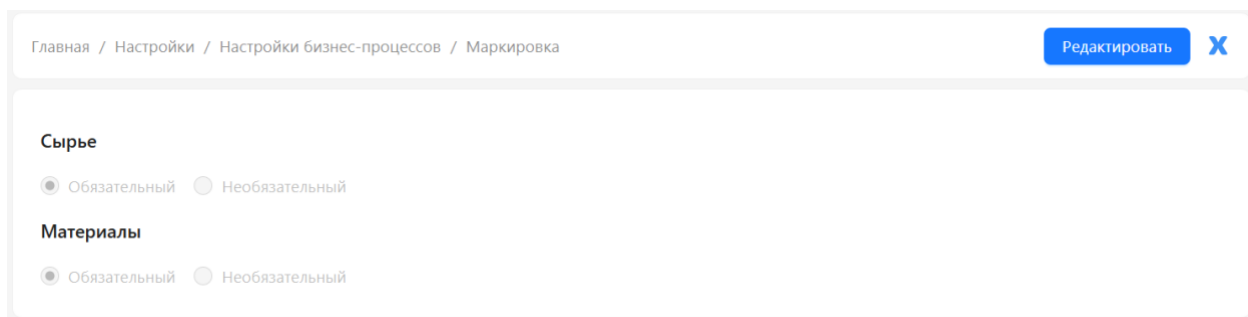 Главная / Настройки / Настройки бизнес-процессов / Маркировка Редактировать X
Сырье
Обязательный Необязательный
Материалы
Обязательный Необязательный